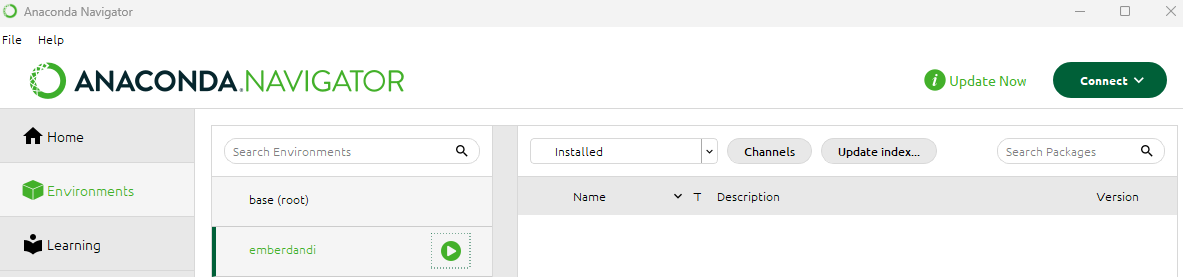 Anaconda Navigator
File Help
ANACONDA.NAVIGATOR
i Update Now
Connect
Home
Environments
Learning
Search Environments
base (root)
emberdandi
Installed
Channels
Update index...
Search Packages
Name T Description Version